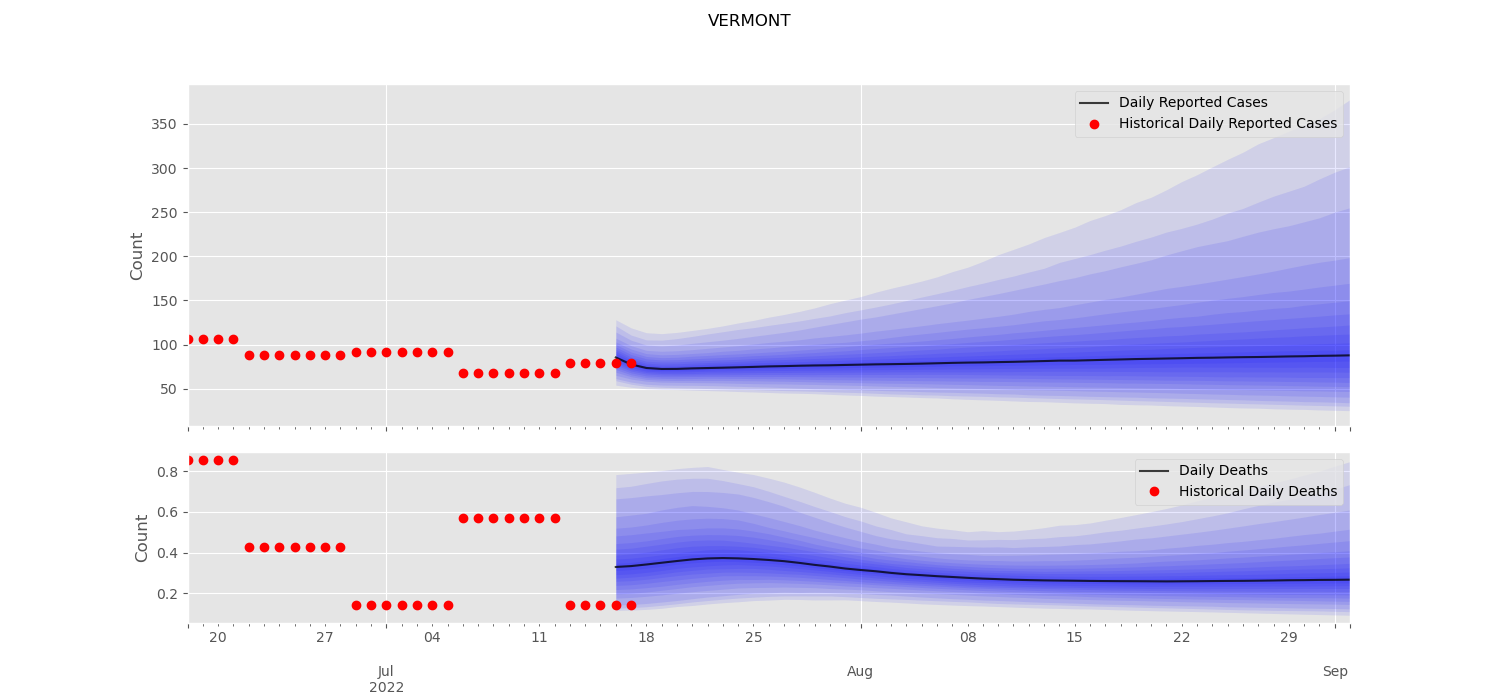 VERMONT
Daily Reported Cases
Historical Daily Reported Cases
350
300
250
200
150
100
50
Count
Daily Deaths
Historical Daily Deaths
0.8
0.6
0.4
0.2
Count
20 27 04 11 18 25 08 15 22 29
Jul Aug Sep
2022